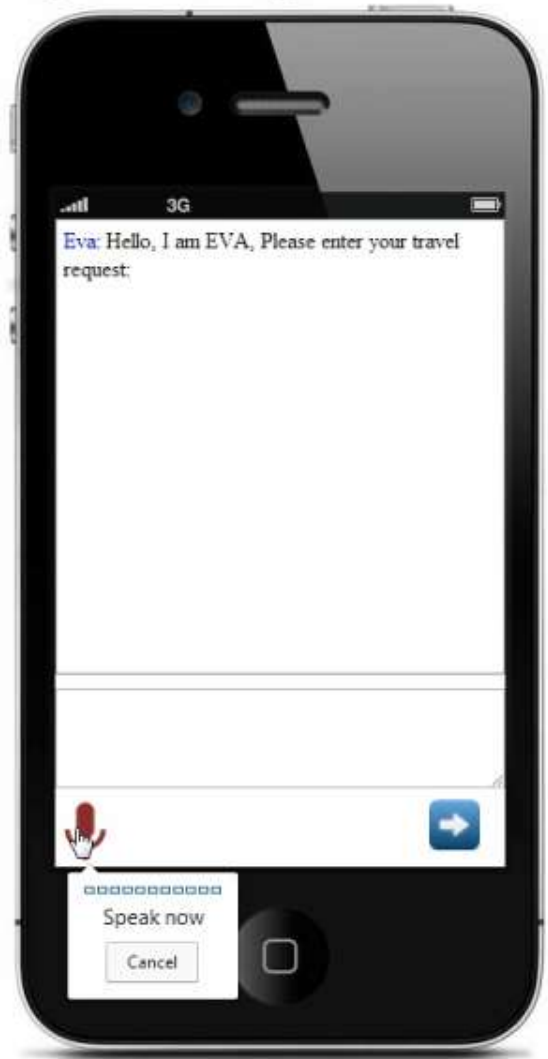 3G
Eva: Hello, I am EVA, Please enter your travel
request:
Speak now
Cancel